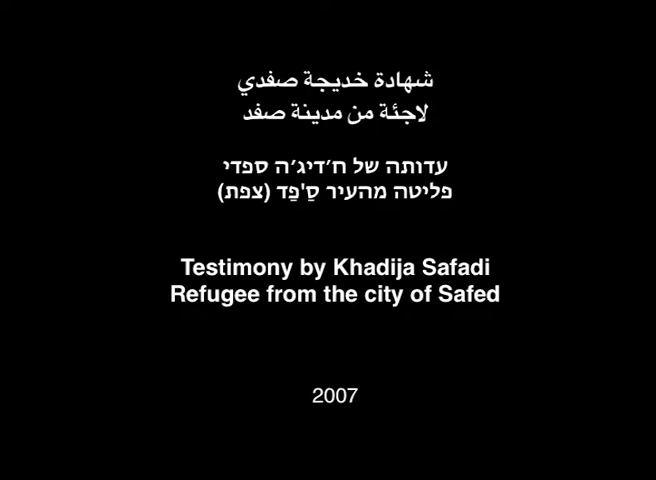 شهادة خديجة صفدي
لاجئة من مدينة صفد
עדותה של ח׳דיג׳ה ספדי
פליטה מהעיר סַ'פַד (צפת)
Testimony by Khadija Safadi
Refugee from the city of Safed
2007